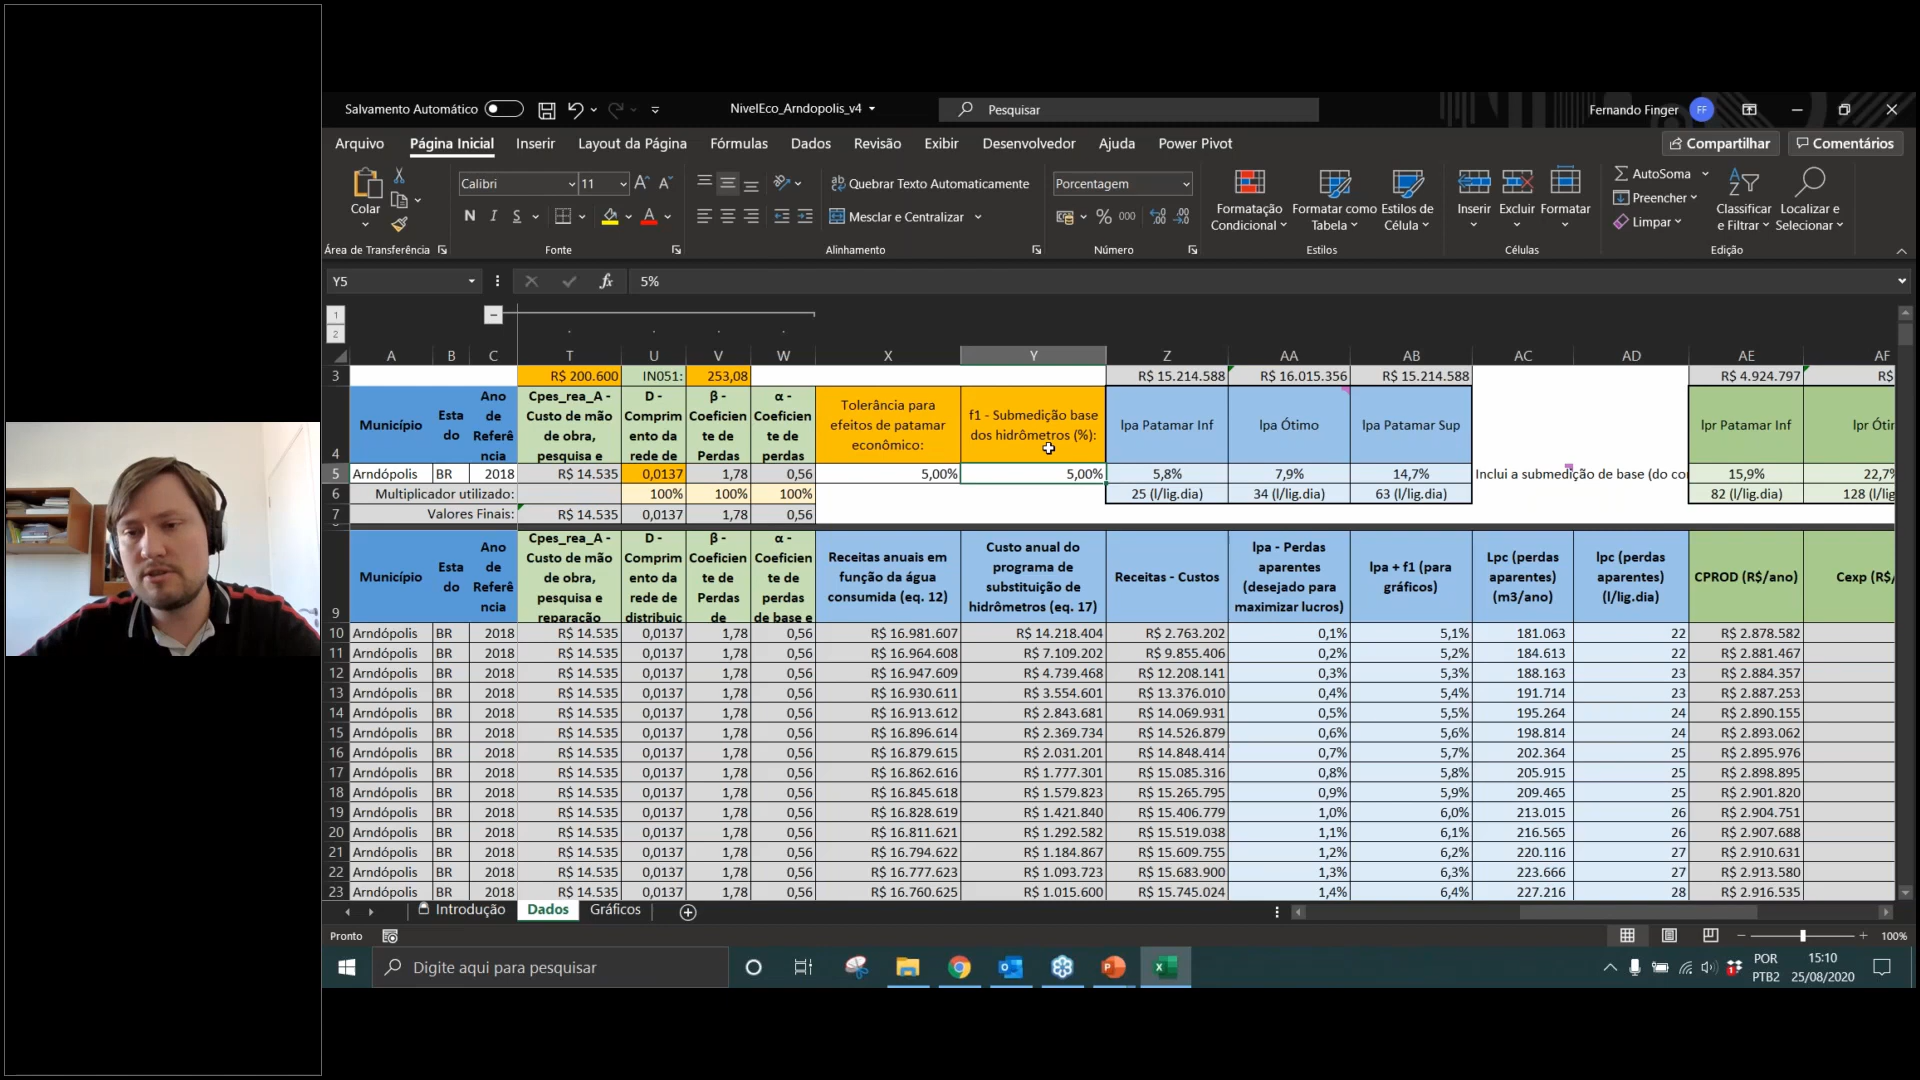 Salvamento Automático
NivelEco_Arndopolis_v4
Pesquisar
Fernando Finger
FF
Arquivo Página Inicial Inserir Layout da Página Fórmulas Dados Revisão Exibir Desenvolvedor Ajuda Power Pivot
Compartilhar
Comentários
Colar
Calibri 11
N I S
Quebrar Texto Automaticamente
Mesclar e Centralizar
Porcentagem
% 000
Formatação Condicional
Formatar como Tabela
Estilos de Célula
Inserir Excluir Formatar
AutoSoma
Preencher
Limpar
Classificar e Filtrar
Localizar e Selecionar
Área de Transferência Fonte Alinhamento Número Estilos Células Edição
Y5 fx 5%
1
2
A B C T U V W X Y Z AA AB AC AD AE AF
3 R$ 200.600 IN051: 253,08 R$ 15.214.588 R$ 16.015.356 R$ 15.214.588 R$ 4.924.797 R$
4 Município Estado Ano de Referência Cpes_rea_A - Custo de mão de obra, pesquisa e D - Comprimento da rede de β - Coeficiente de Perdas α - Coeficiente de perdas Tolerância para efeitos de patamar econômico: f1 - Submedição base dos hidrômetros (%): Ipa Patamar Inf Ipa Ótimo Ipa Patamar Sup Ipr Patamar Inf Ipr Ótir
5 Arndópolis BR 2018 R$ 14.535 0,0137 1,78 0,56 5,00% 5,00% 5,8% 7,9% 14,7% Inclui a submedição de base (do co 15,9% 22,7%
6 Multiplicador utilizado: 100% 100% 100% 25 (l/lig.dia) 34 (l/lig.dia) 63 (l/lig.dia) 82 (l/lig.dia) 128 (l/lig
7 Valores Finais: R$ 14.535 0,0137 1,78 0,56
9 Município Estado Ano de Referência Cpes_rea_A - Custo de mão de obra, pesquisa e reparação D - Comprimento da rede de distribuic β - Coeficiente de Perdas de α - Coeficiente de perdas de base e Receitas anuais em função da água consumida (eq. 12) Custo anual do programa de substituição de hidrômetros (eq. 17) Receitas - Custos Ipa - Perdas aparentes (desejado para maximizar lucros) Ipa + f1 (para gráficos) Lpc (perdas aparentes) (m3/ano) Ipc (perdas aparentes) (l/lig.dia) CPROD (R$/ano) Cexp (R$/
10 Arndópolis BR 2018 R$ 14.535 0,0137 1,78 0,56 R$ 16.981.607 R$ 14.218.404 R$ 2.763.202 0,1% 5,1% 181.063 22 R$ 2.878.582
11 Arndópolis BR 2018 R$ 14.535 0,0137 1,78 0,56 R$ 16.964.608 R$ 7.109.202 R$ 9.855.406 0,2% 5,2% 184.613 22 R$ 2.881.467
12 Arndópolis BR 2018 R$ 14.535 0,0137 1,78 0,56 R$ 16.947.609 R$ 4.739.468 R$ 12.208.141 0,3% 5,3% 188.163 23 R$ 2.884.357
13 Arndópolis BR 2018 R$ 14.535 0,0137 1,78 0,56 R$ 16.930.611 R$ 3.554.601 R$ 13.376.010 0,4% 5,4% 191.714 23 R$ 2.887.253
14 Arndópolis BR 2018 R$ 14.535 0,0137 1,78 0,56 R$ 16.913.612 R$ 2.843.681 R$ 14.069.931 0,5% 5,5% 195.264 24 R$ 2.890.155
15 Arndópolis BR 2018 R$ 14.535 0,0137 1,78 0,56 R$ 16.896.614 R$ 2.369.734 R$ 14.526.879 0,6% 5,6% 198.814 24 R$ 2.893.062
16 Arndópolis BR 2018 R$ 14.535 0,0137 1,78 0,56 R$ 16.879.615 R$ 2.031.201 R$ 14.848.414 0,7% 5,7% 202.364 25 R$ 2.895.976
17 Arndópolis BR 2018 R$ 14.535 0,0137 1,78 0,56 R$ 16.862.616 R$ 1.777.301 R$ 15.085.316 0,8% 5,8% 205.915 25 R$ 2.898.895
18 Arndópolis BR 2018 R$ 14.535 0,0137 1,78 0,56 R$ 16.845.618 R$ 1.579.823 R$ 15.265.795 0,9% 5,9% 209.465 25 R$ 2.901.820
19 Arndópolis BR 2018 R$ 14.535 0,0137 1,78 0,56 R$ 16.828.619 R$ 1.421.840 R$ 15.406.779 1,0% 6,0% 213.015 26 R$ 2.904.751
20 Arndópolis BR 2018 R$ 14.535 0,0137 1,78 0,56 R$ 16.811.621 R$ 1.292.582 R$ 15.519.038 1,1% 6,1% 216.565 26 R$ 2.907.688
21 Arndópolis BR 2018 R$ 14.535 0,0137 1,78 0,56 R$ 16.794.622 R$ 1.184.867 R$ 15.609.755 1,2% 6,2% 220.116 27 R$ 2.910.631
22 Arndópolis BR 2018 R$ 14.535 0,0137 1,78 0,56 R$ 16.777.623 R$ 1.093.723 R$ 15.683.900 1,3% 6,3% 223.666 27 R$ 2.913.580
23 Arndópolis BR 2018 R$ 14.535 0,0137 1,78 0,56 R$ 16.760.625 R$ 1.015.600 R$ 15.745.024 1,4% 6,4% 227.216 28 R$ 2.916.535
Introdução Dados Gráficos
Pronto 100%
Digite aqui para pesquisar
POR PTB2
15:10
25/08/2020